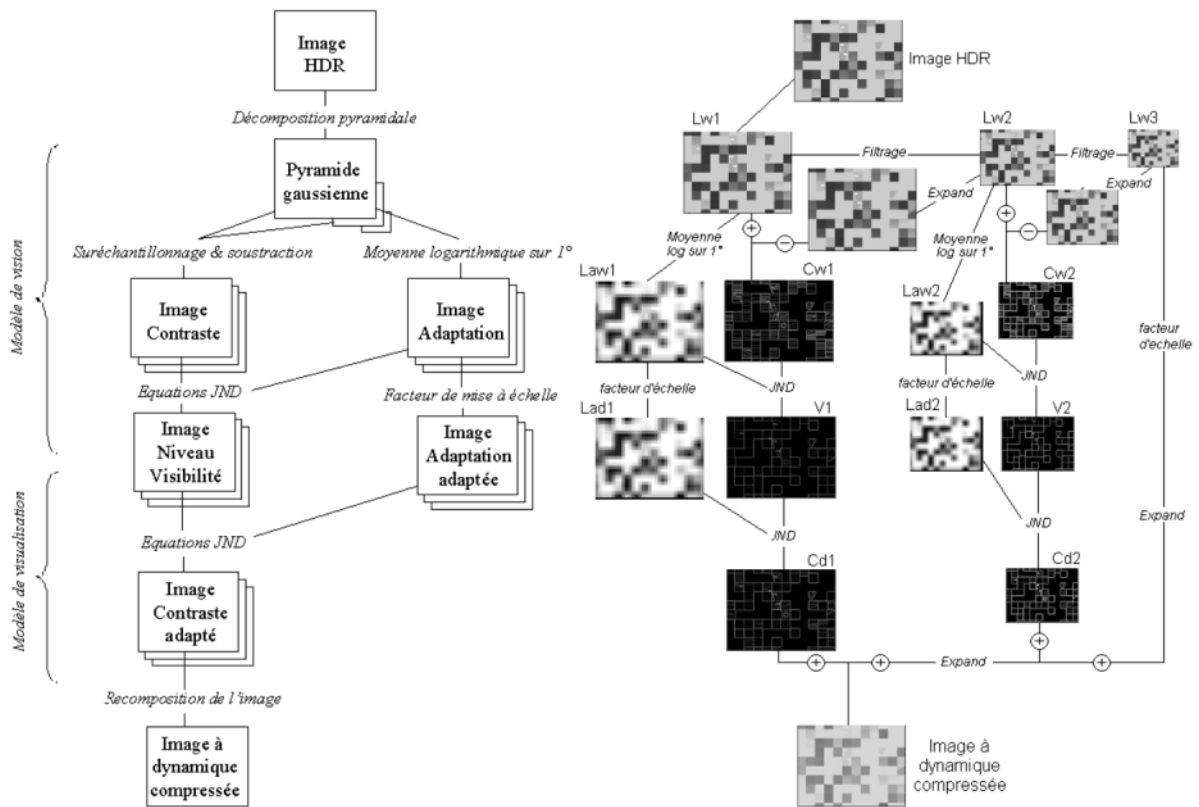 Image
HDR
Décomposition pyramidale
Pyramide
gaussienne
Suréchantillonnage & soustraction
Moyenne logarithmique sur 1°
Image
Contraste
Image
Adaptation
Equations JND
Facteur de mise à échelle
Image
Niveau
Visibilité
Image
Adaptation
adaptée
Equations JND
Image
Contraste
adapté
Recomposition de l'image
Image à
dynamique
compressée
Modèle de vision
Modèle de visualisation
Image HDR
Lw1
Lw2
Lw3
Filtrage
Filtrage
Expand
Expand
+
−
+
−
Moyenne
log sur 1°
Moyenne
log sur 1°
Law1
Cw1
Law2
Cw2
facteur d'échelle
JND
facteur d'échelle
JND
facteur
d'echelle
Lad1
V1
Lad2
V2
JND
JND
Expand
Cd1
Cd2
+
+
+
Expand
+
Image à
dynamique
compressée